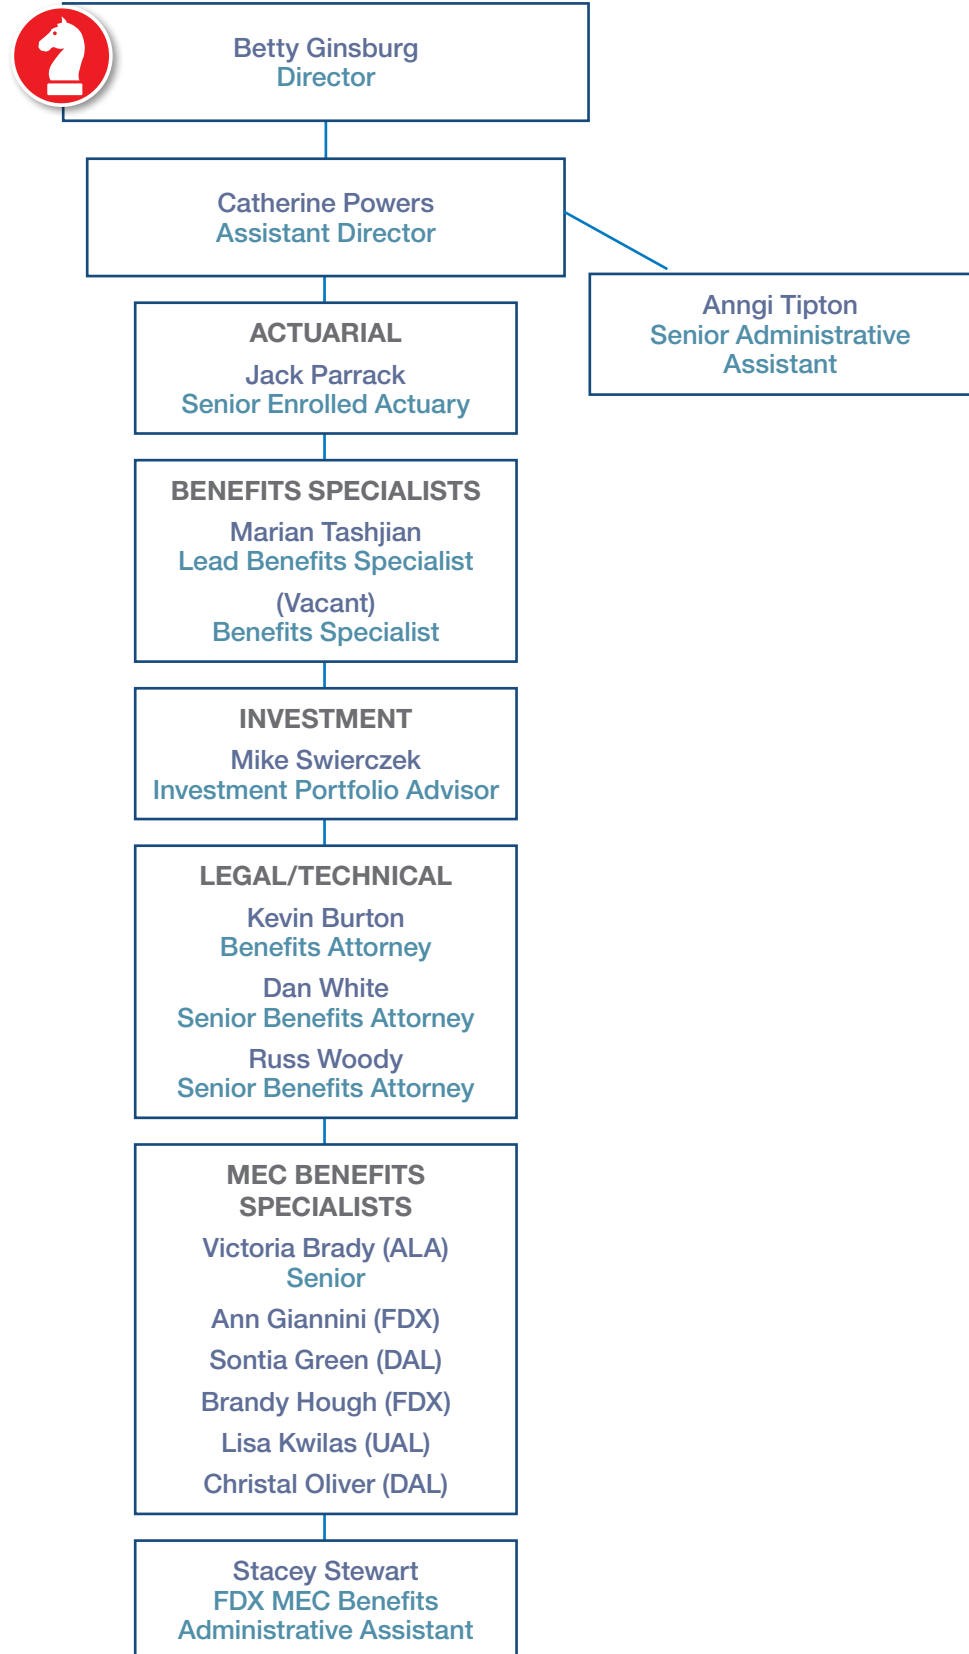 Betty Ginsburg
Director
Catherine Powers
Assistant Director
Anngi Tipton
Senior Administrative
Assistant
ACTUARIAL
Jack Parrack
Senior Enrolled Actuary
BENEFITS SPECIALISTS
Marian Tashjian
Lead Benefits Specialist
(Vacant)
Benefits Specialist
INVESTMENT
Mike Swierczek
Investment Portfolio Advisor
LEGAL/TECHNICAL
Kevin Burton
Benefits Attorney
Dan White
Senior Benefits Attorney
Russ Woody
Senior Benefits Attorney
MEC BENEFITS
SPECIALISTS
Victoria Brady (ALA)
Senior
Ann Giannini (FDX)
Sontia Green (DAL)
Brandy Hough (FDX)
Lisa Kwilas (UAL)
Christal Oliver (DAL)
Stacey Stewart
FDX MEC Benefits
Administrative Assistant